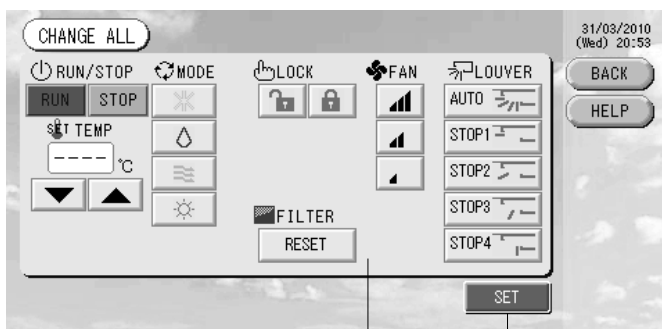 CHANGE ALL
31/03/2010
(Wed) 20:53
RUN/STOP
MODE
LOCK
FAN
LOUVER
RUN
STOP
SET TEMP
---- °C
FILTER
RESET
AUTO
STOP1
STOP2
STOP3
STOP4
BACK
HELP
SET